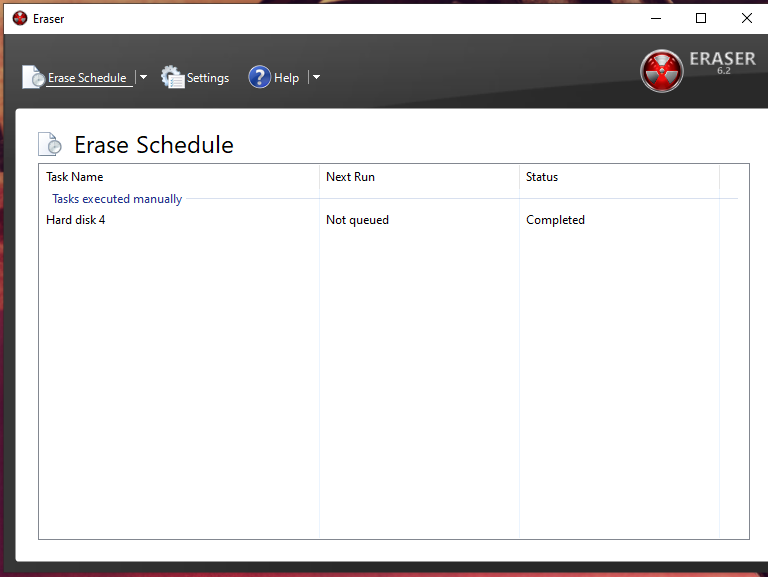 Eraser
Erase Schedule Settings Help
ERASER
6.2
Erase Schedule
Task Name Next Run Status
Tasks executed manually
Hard disk 4 Not queued Completed